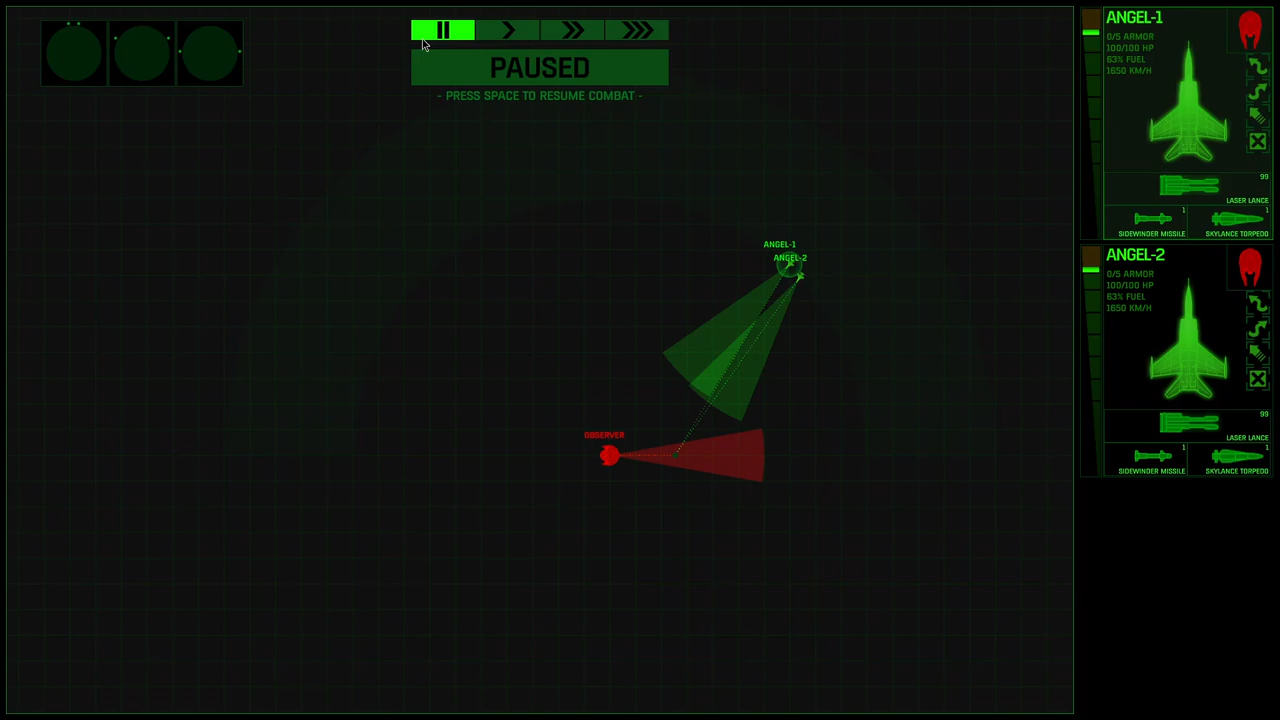 PAUSED
- PRESS SPACE TO RESUME COMBAT -
ANGEL-1
ANGEL-2
OBSERVER
ANGEL-1
0/5 ARMOR
100/100 HP
63% FUEL
1650 KM/H
99
LASER LANCE
1
SIDEWINDER MISSILE
1
SKYLANCE TORPEDO
ANGEL-2
0/5 ARMOR
100/100 HP
63% FUEL
1650 KM/H
99
LASER LANCE
1
SIDEWINDER MISSILE
1
SKYLANCE TORPEDO